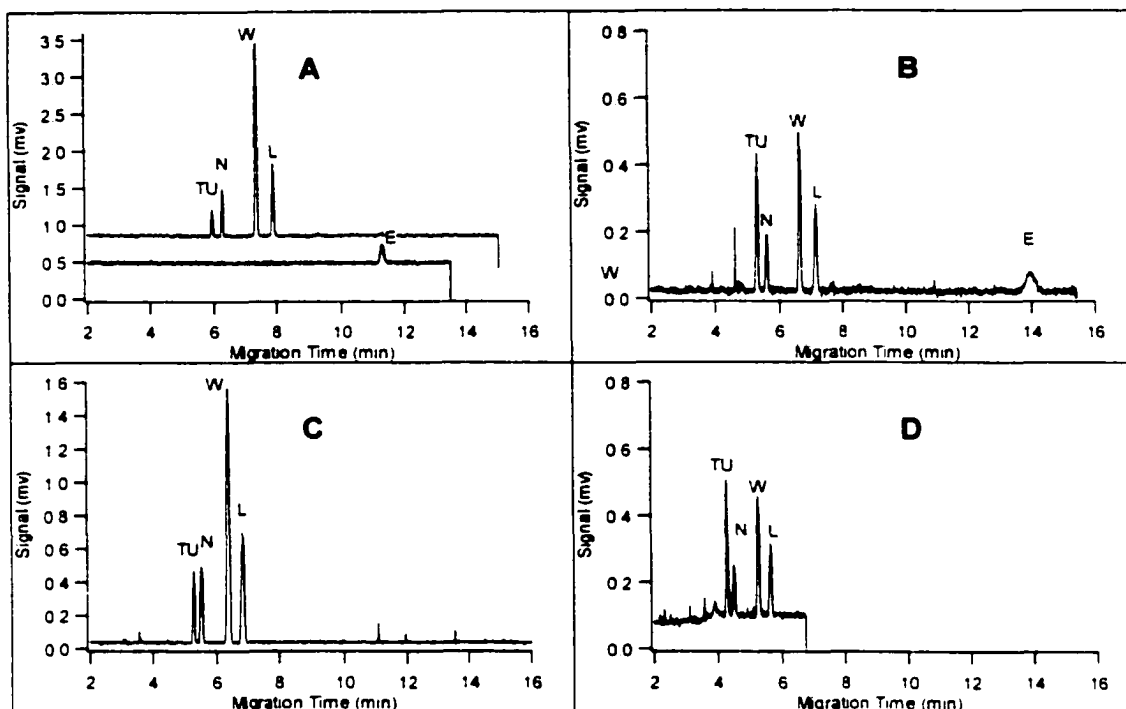 A
Signal (mv)
3.5
3.0
2.5
2.0
1.5
1 0
0 5
0 0
TU
N
W
L
E
2 4 6 8 10 12 14 16
Migration Time (min)
B
Signal (mv)
0.8
0 6
0.4
0.2
0.0
W
TU
N
W
L
E
2 4 6 8 10 12 14 16
Migration Time (min)
C
Signal (mv)
1 6
1.4
1.2
1.0
0 8
0 6
0 4
0 2
0 0
TU
N
W
L
2 4 6 8 10 12 14 16
Migration Time (min)
D
Signal (mv)
0 8
0 6
0.4
0.2
0.0
TU
N
W
L
2 4 6 8 10 12 14 16
Migration Time (min)